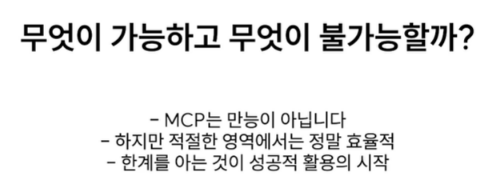 무엇이 가능하고 무엇이 불가능할까?
- MCP는 만능이 아닙니다
- 하지만 적절한 영역에서는 정말 효율적
- 한계를 아는 것이 성공적 활용의 시작